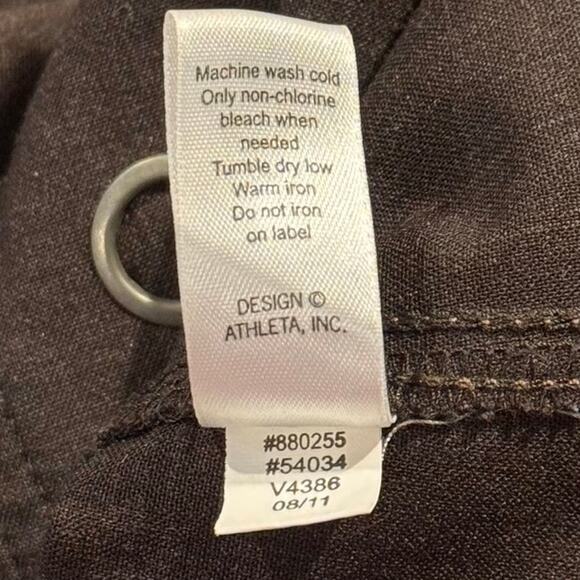 Machine wash cold
Only non-chlorine
bleach when
needed
Tumble dry low
Warm iron
Do not iron
on label
DESIGN ©
ATHLETA, INC.
#880255
#54034
V4386
08/11